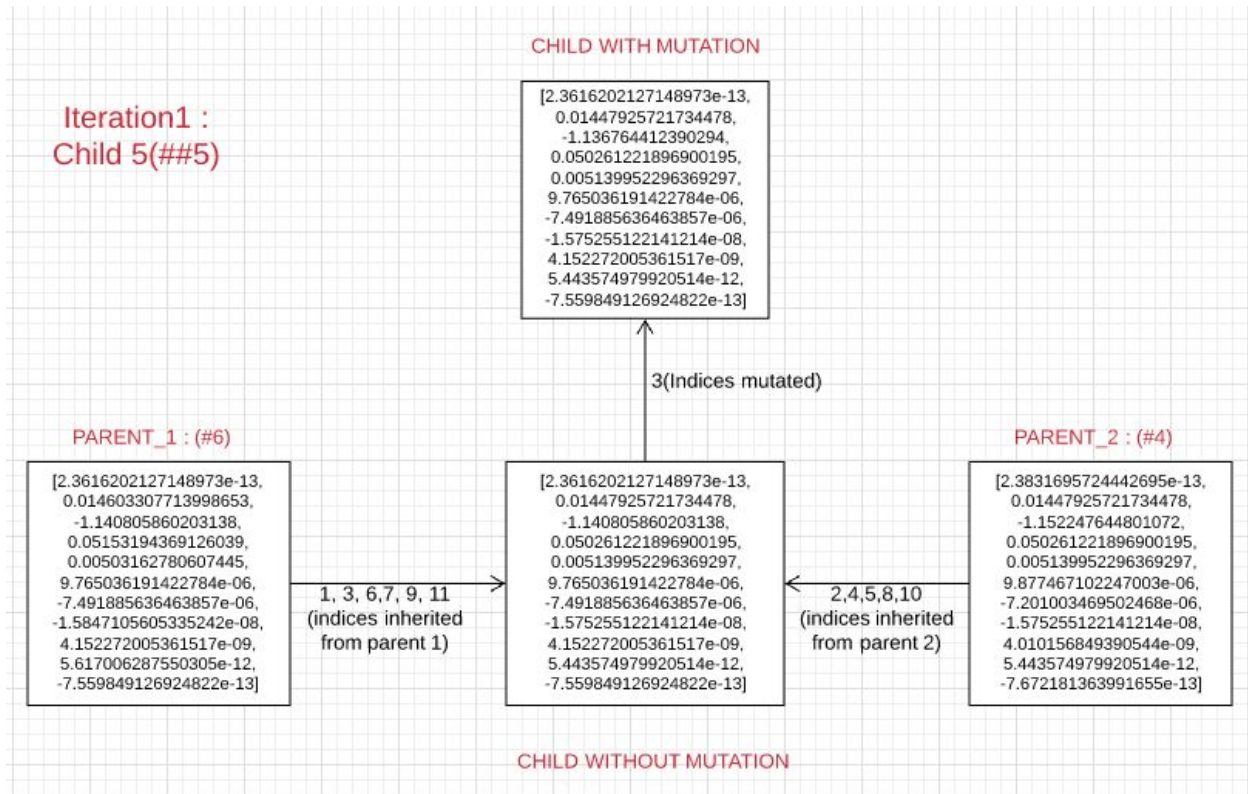 CHILD WITH MUTATION
[2.3616202127148973e-13,
0.01447925721734478,
-1.136764412390294,
0.050261221896900195,
0.005139952296369297,
9.765036191422784e-06,
-7.491885636463857e-06,
-1.575255122141214e-08,
4.152272005361517e-09,
5.443574979920514e-12,
-7.559849126924822e-13]
Iteration1 :
Child 5(##5)
3(Indices mutated)
PARENT_1 : (#6)
[2.3616202127148973e-13,
0.014603307713998653,
-1.140805860203138,
0.05153194369126039,
0.00503162780607445,
9.765036191422784e-06,
-7.491885636463857e-06,
-1.5847105605335242e-08,
4.152272005361517e-09,
5.617006287550305e-12,
-7.559849126924822e-13]
1, 3, 6,7, 9, 11
(indices inherited
from parent 1)
[2.3616202127148973e-13,
0.01447925721734478,
-1.140805860203138,
0.050261221896900195,
0.005139952296369297,
9.765036191422784e-06,
-7.491885636463857e-06,
-1.575255122141214e-08,
4.152272005361517e-09,
5.443574979920514e-12,
-7.559849126924822e-13]
2,4,5,8,10
(indices inherited
from parent 2)
PARENT_2 : (#4)
[2.3831695724442695e-13,
0.01447925721734478,
-1.152247644801072,
0.050261221896900195,
0.005139952296369297,
9.877467102247003e-06,
-7.201003469502468e-06,
-1.575255122141214e-08,
4.010156849390544e-09,
5.443574979920514e-12,
-7.672181363991655e-13]
CHILD WITHOUT MUTATION